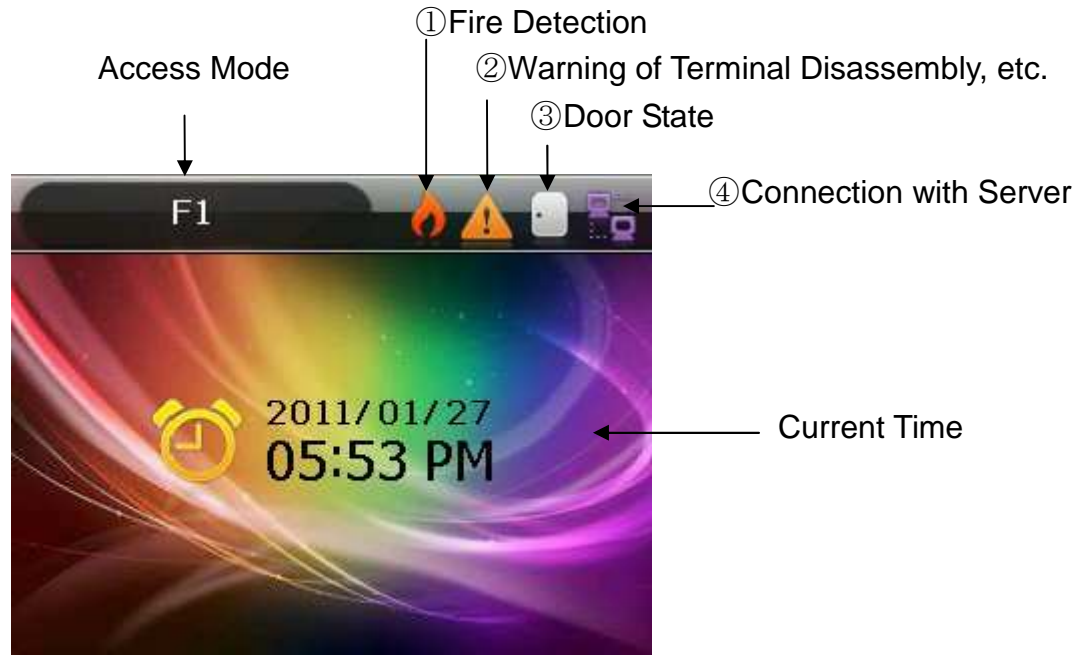 ①Fire Detection
Access Mode
②Warning of Terminal Disassembly, etc.
③Door State
④Connection with Server
F1
2011/01/27
05:53 PM
Current Time